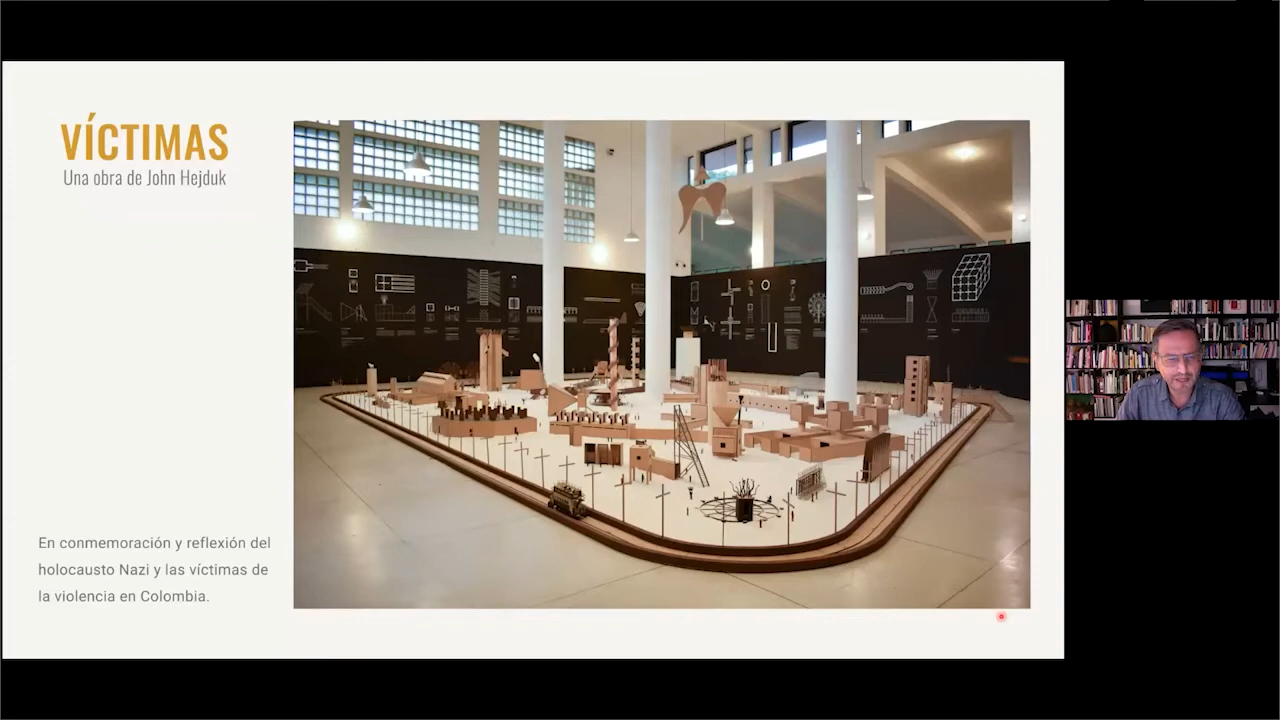 VÍCTIMAS
Una obra de John Hejduk
En conmemoración y reflexión del
holocausto Nazi y las víctimas de
la violencia en Colombia.